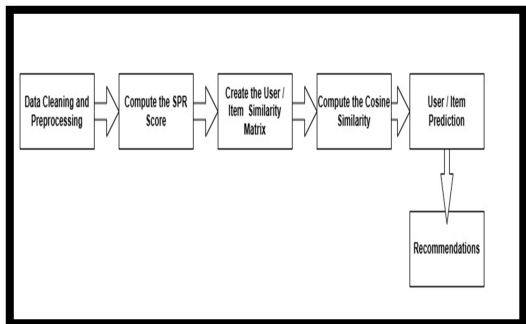 Data Cleaning and
Preprocessing
Compute the SPR
Score
Create the User /
Item Similarity
Matrix
Compute the Cosine
Similarity
User / Item
Prediction
Recommendations